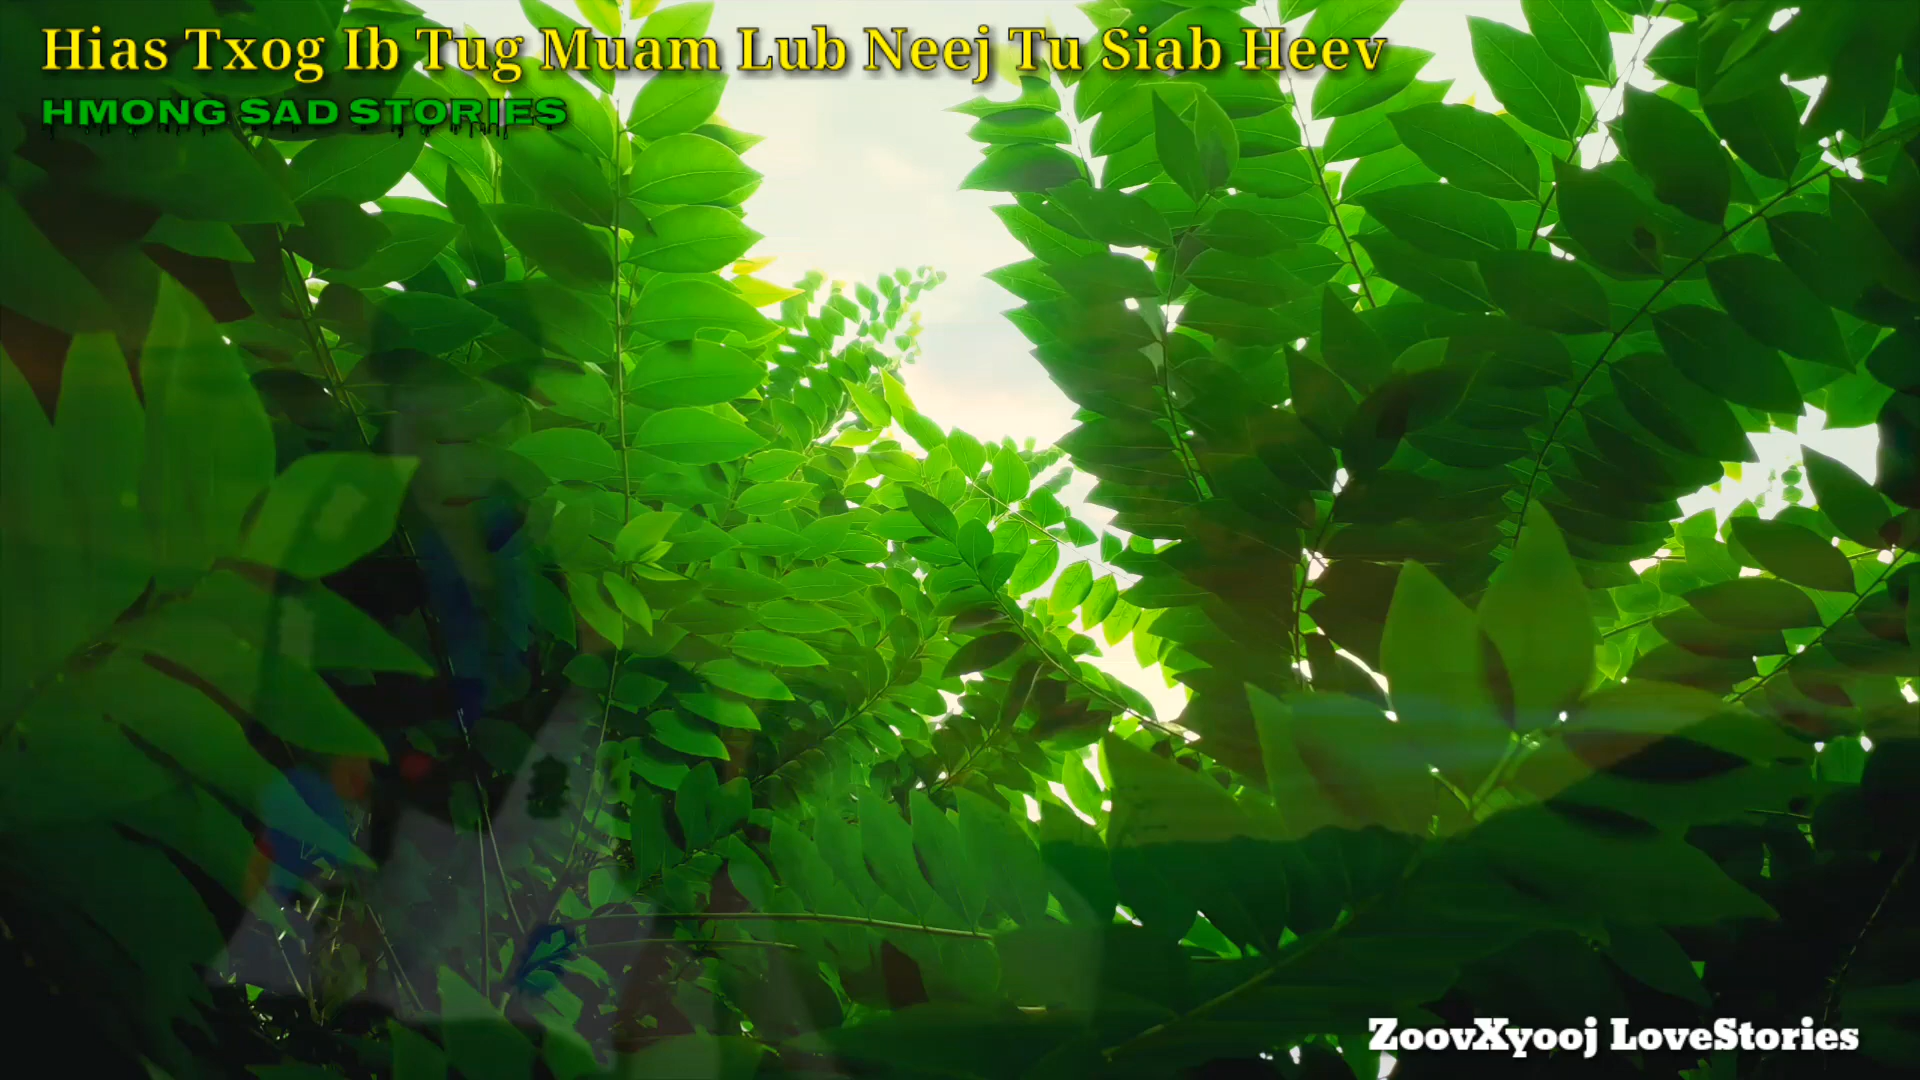 Hias Txog Ib Tug Muam Lub Neej Tu Siab Heev
HMONG SAD STORIES
ZoovXyooj LoveStories